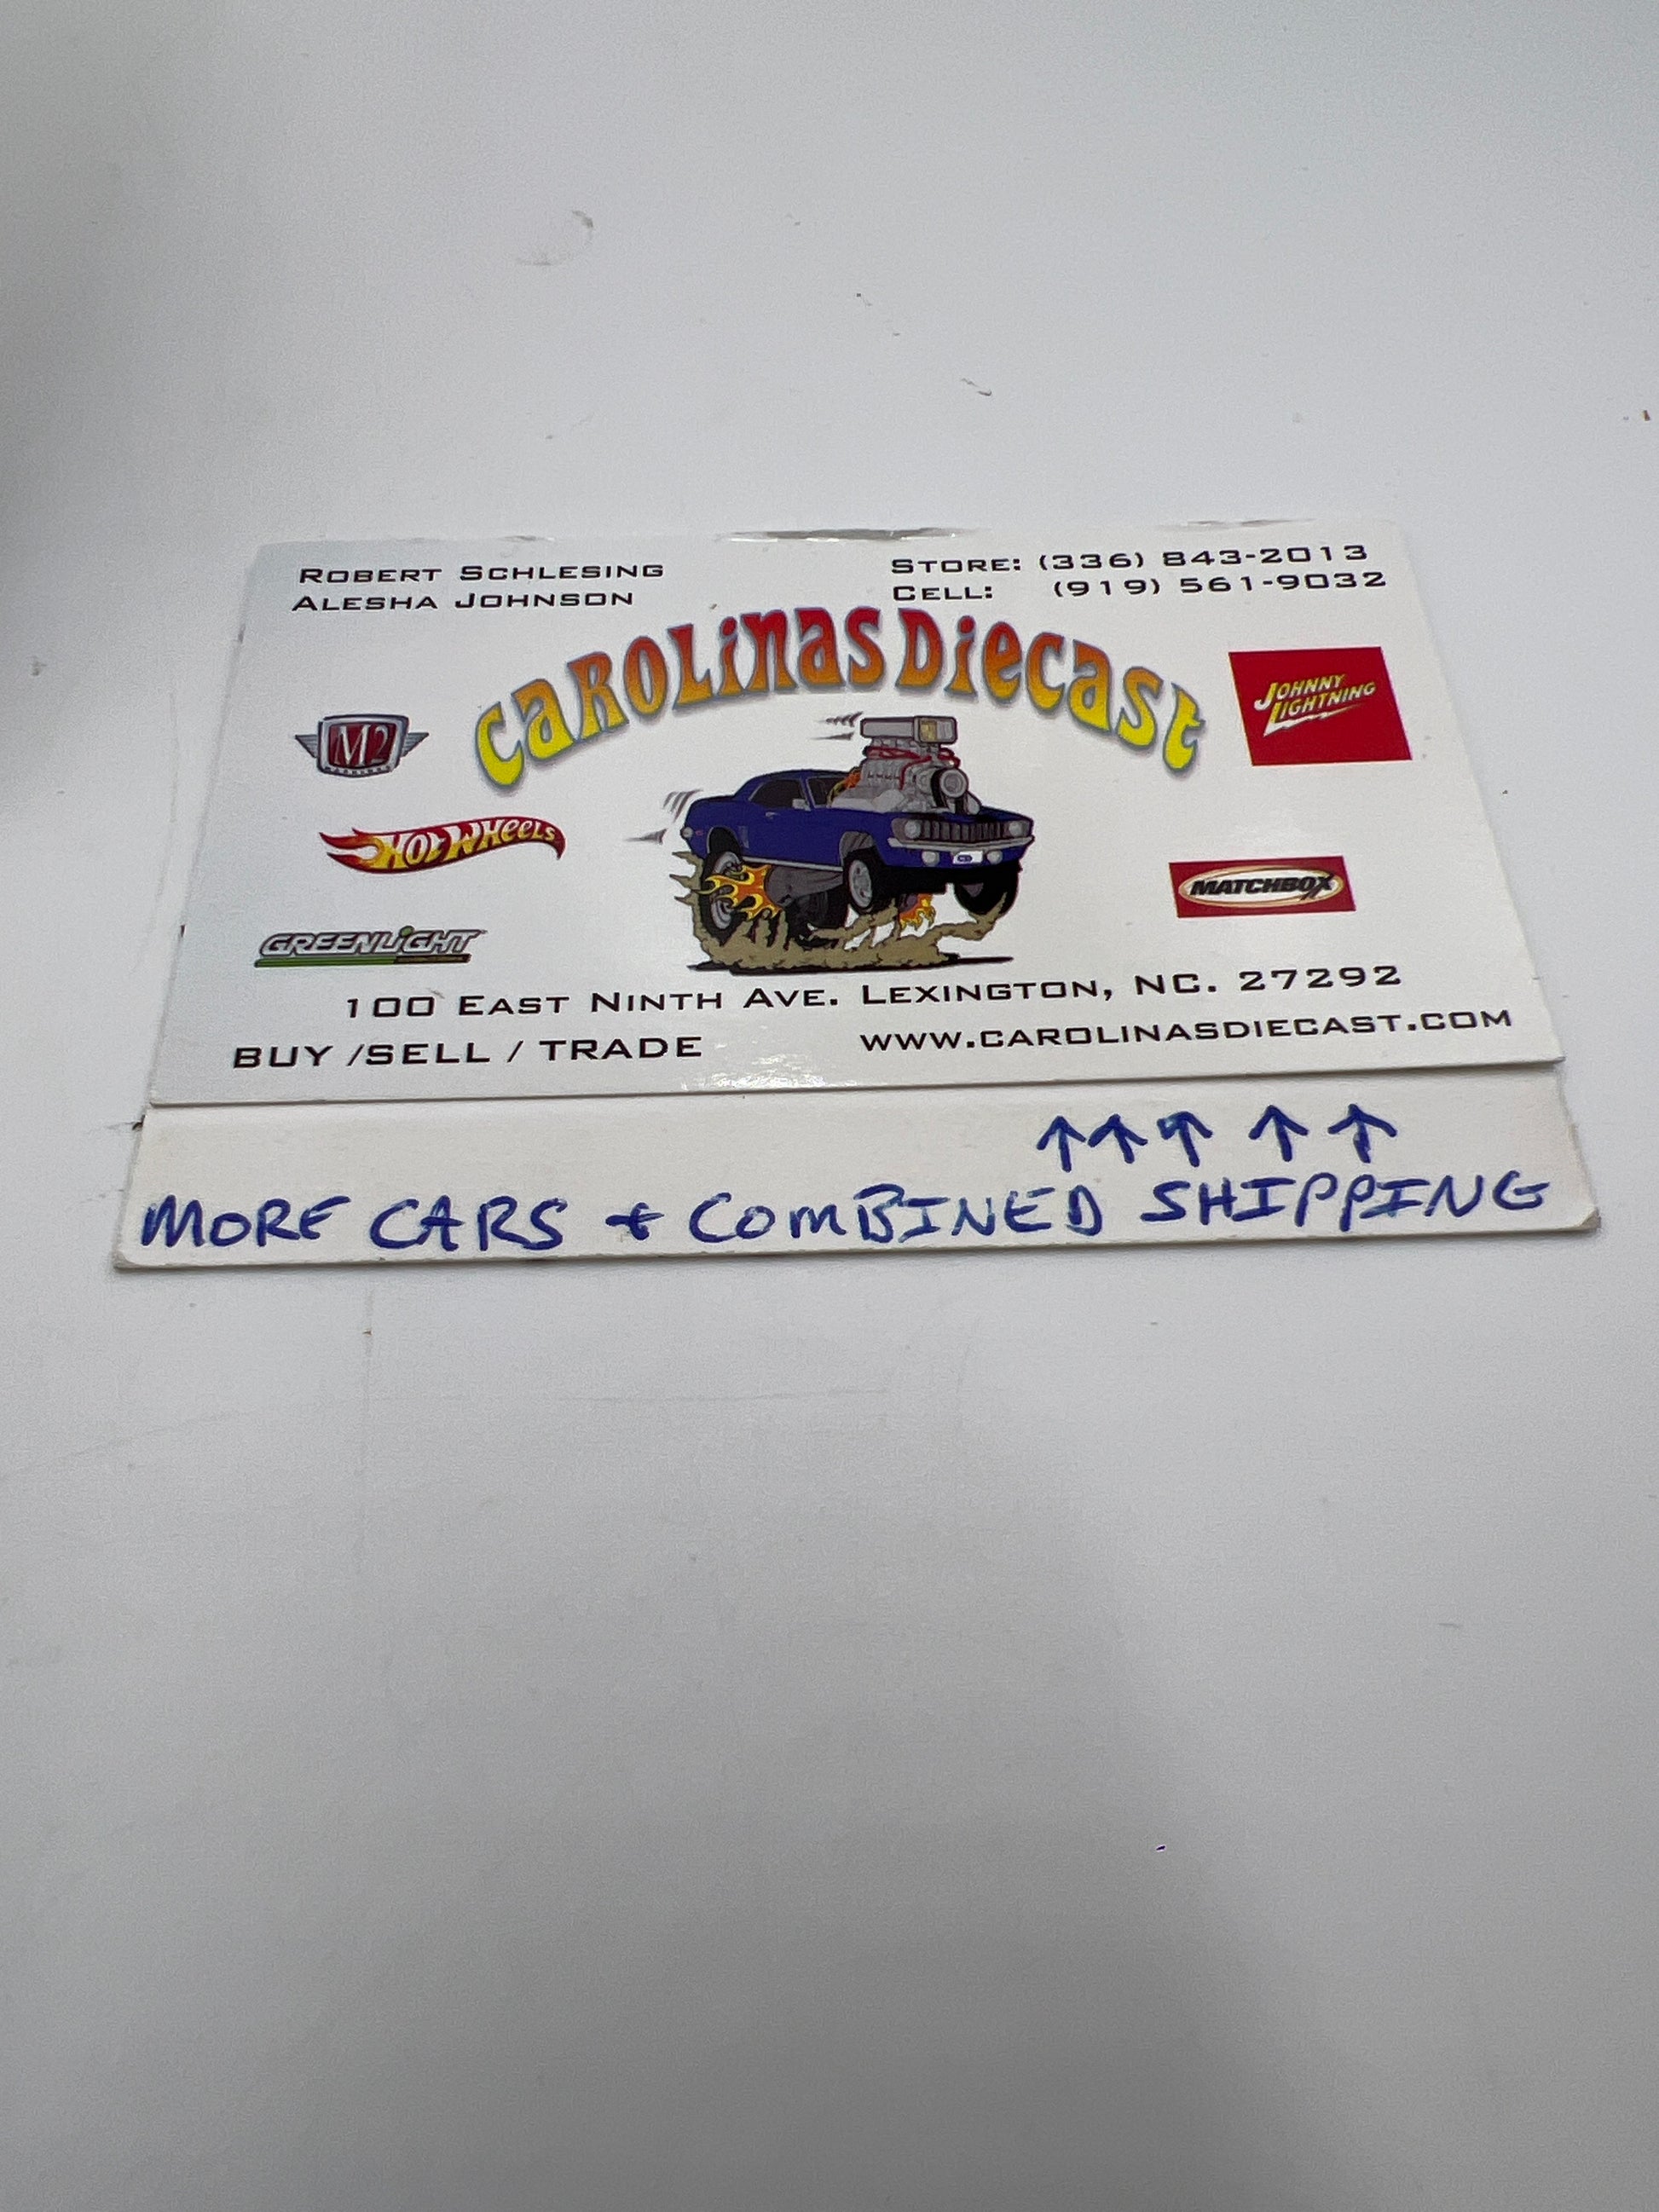 ROBERT SCHLESING
ALESHA JOHNSON
STORE: (336) 843-2013
CELL: (919) 561-9032
CAROLINAS DIECAST
M2
JOHNNY
LIGHTNING
HOT WHEELS
MATCHBOX
GREENLIGHT
100 EAST NINTH AVE. LEXINGTON, NC. 27292
BUY /SELL / TRADE
WWW.CAROLINASDIECAST.COM
↑↑↑↑↑
MORE CARS & COMBINED SHIPPING